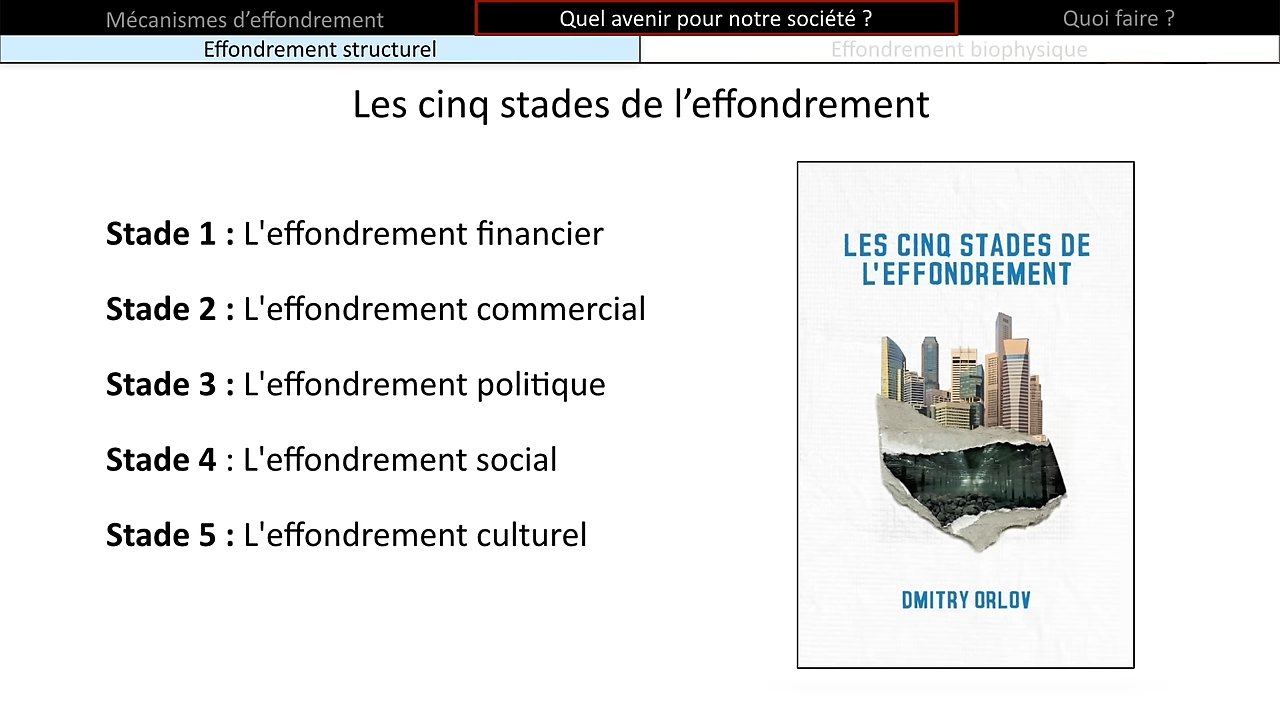 Mécanismes d’effondrement
Quel avenir pour notre société ?
Quoi faire ?
Effondrement structurel
Effondrement biophysique
Les cinq stades de l’effondrement
Stade 1 : L'effondrement financier
Stade 2 : L'effondrement commercial
Stade 3 : L'effondrement politique
Stade 4 : L'effondrement social
Stade 5 : L'effondrement culturel
LES CINQ STADES DE
L'EFFONDREMENT
DMITRY ORLOV